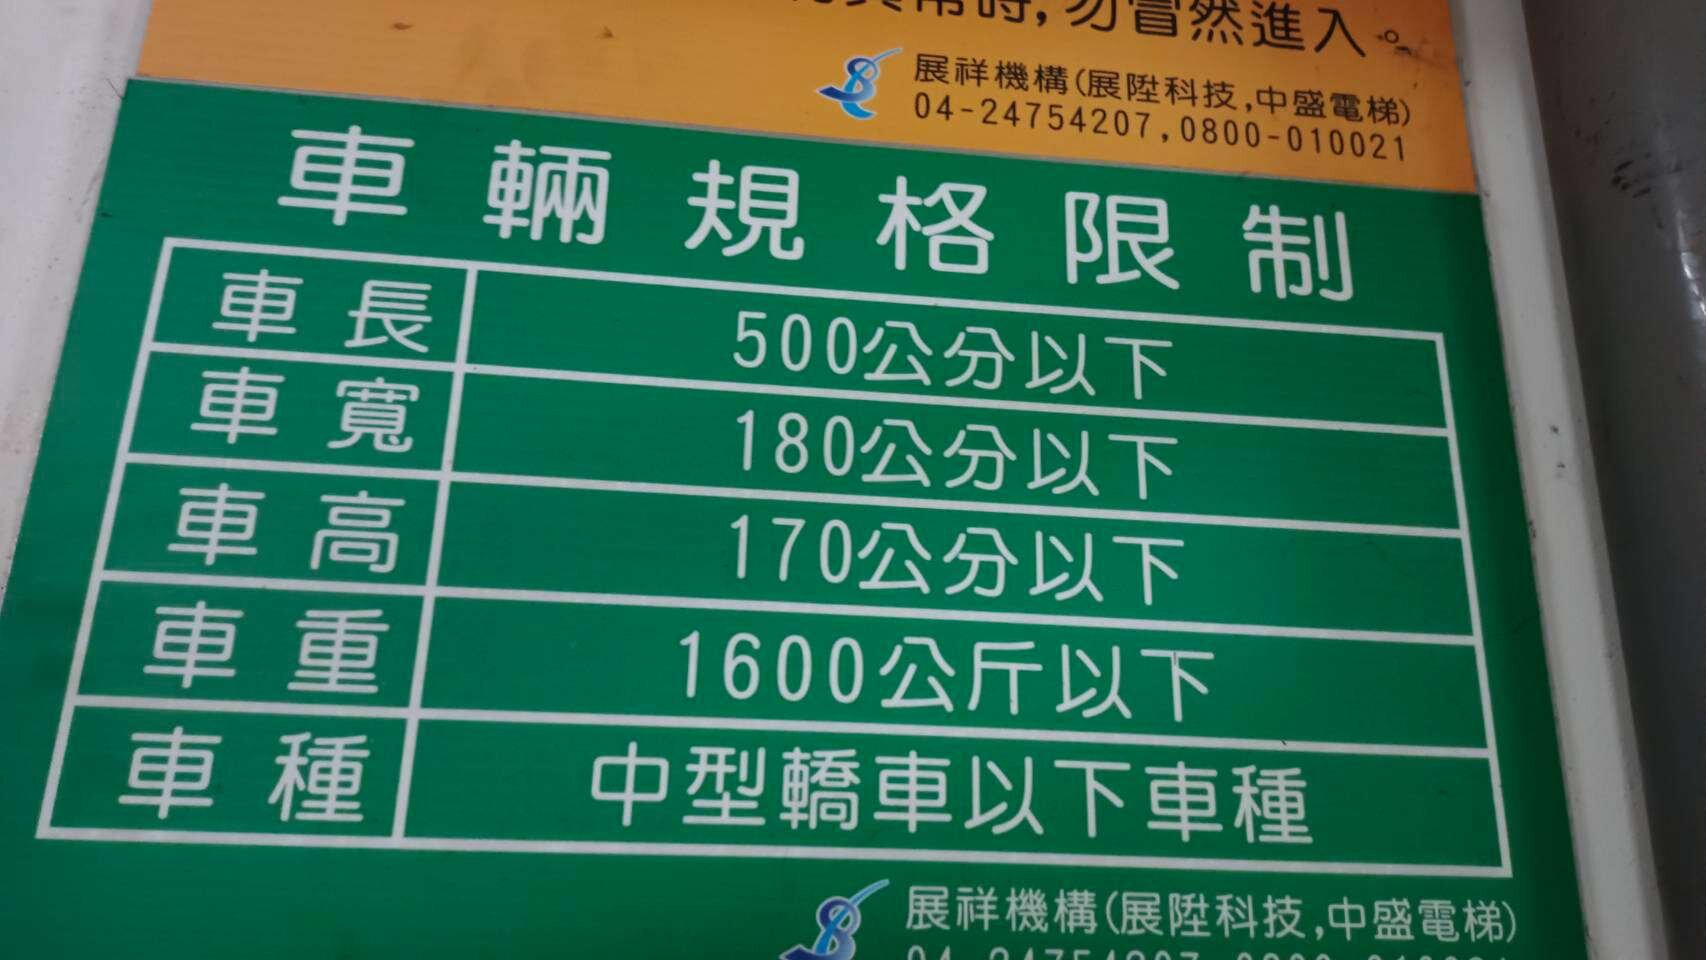 時,勿冒然進入。
展祥機構(展陞科技,中盛電梯)
04-24754207,0800-010021
車輛規格限制
車長 500公分以下
車寬 180公分以下
車高 170公分以下
車重 1600公斤以下
車種 中型轎車以下車種
展祥機構(展陞科技,中盛電梯)